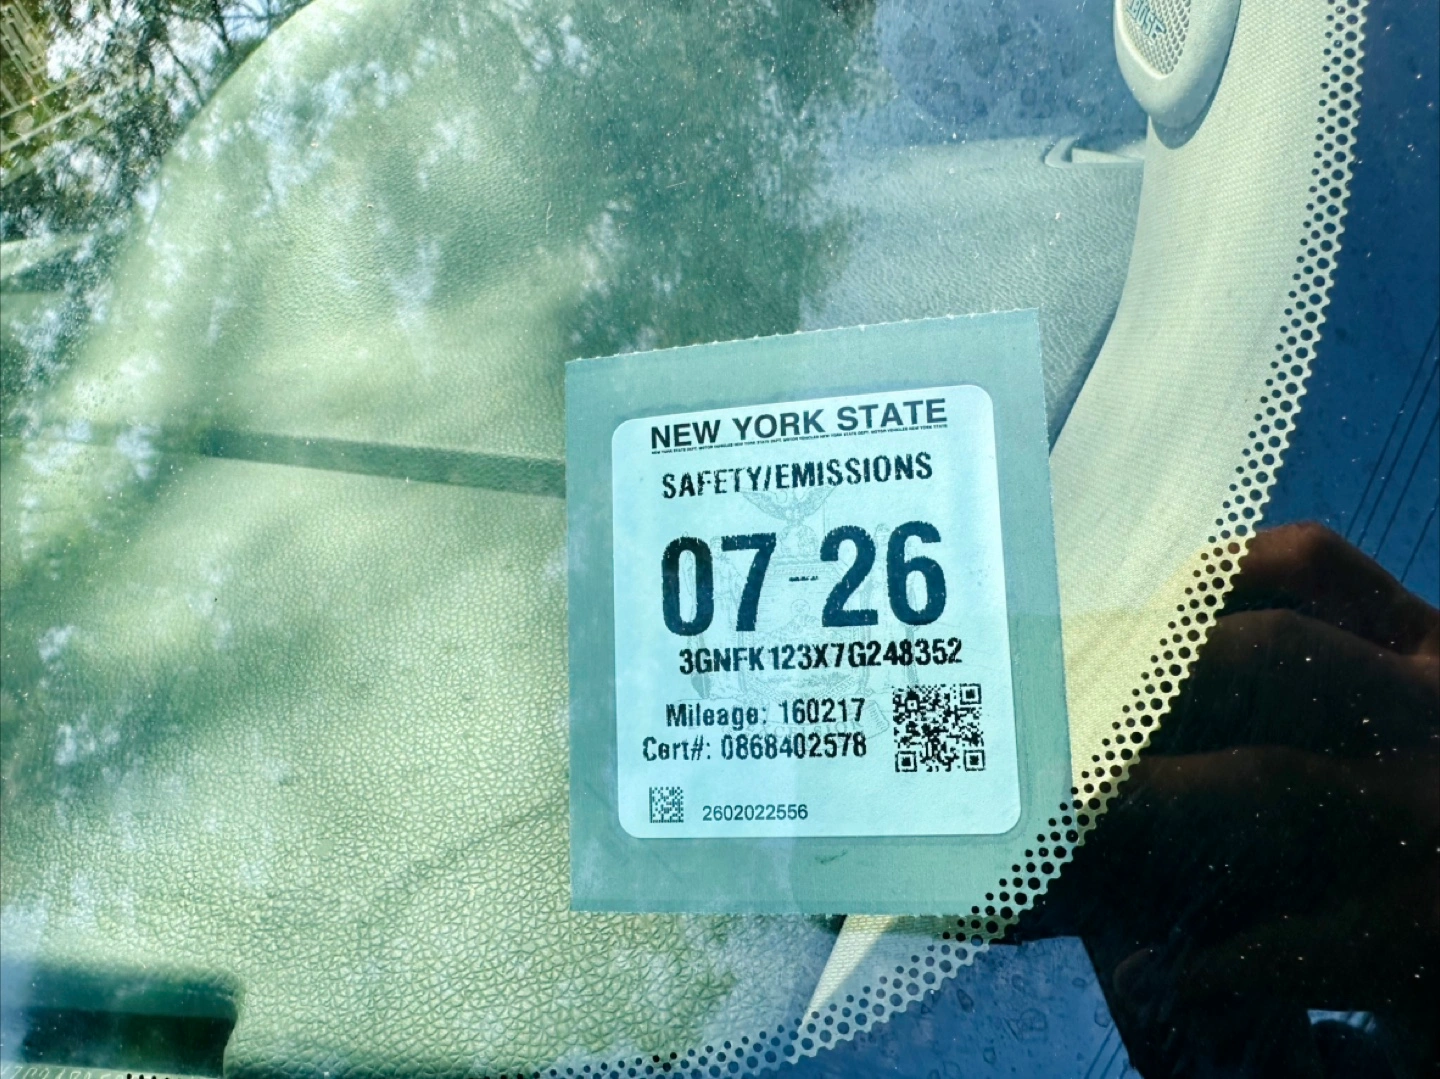 NEW YORK STATE
SAFETY/EMISSIONS
07-26
3GNFK123X7G248352
Mileage: 160217
Cert#: 0868402578
2602022556